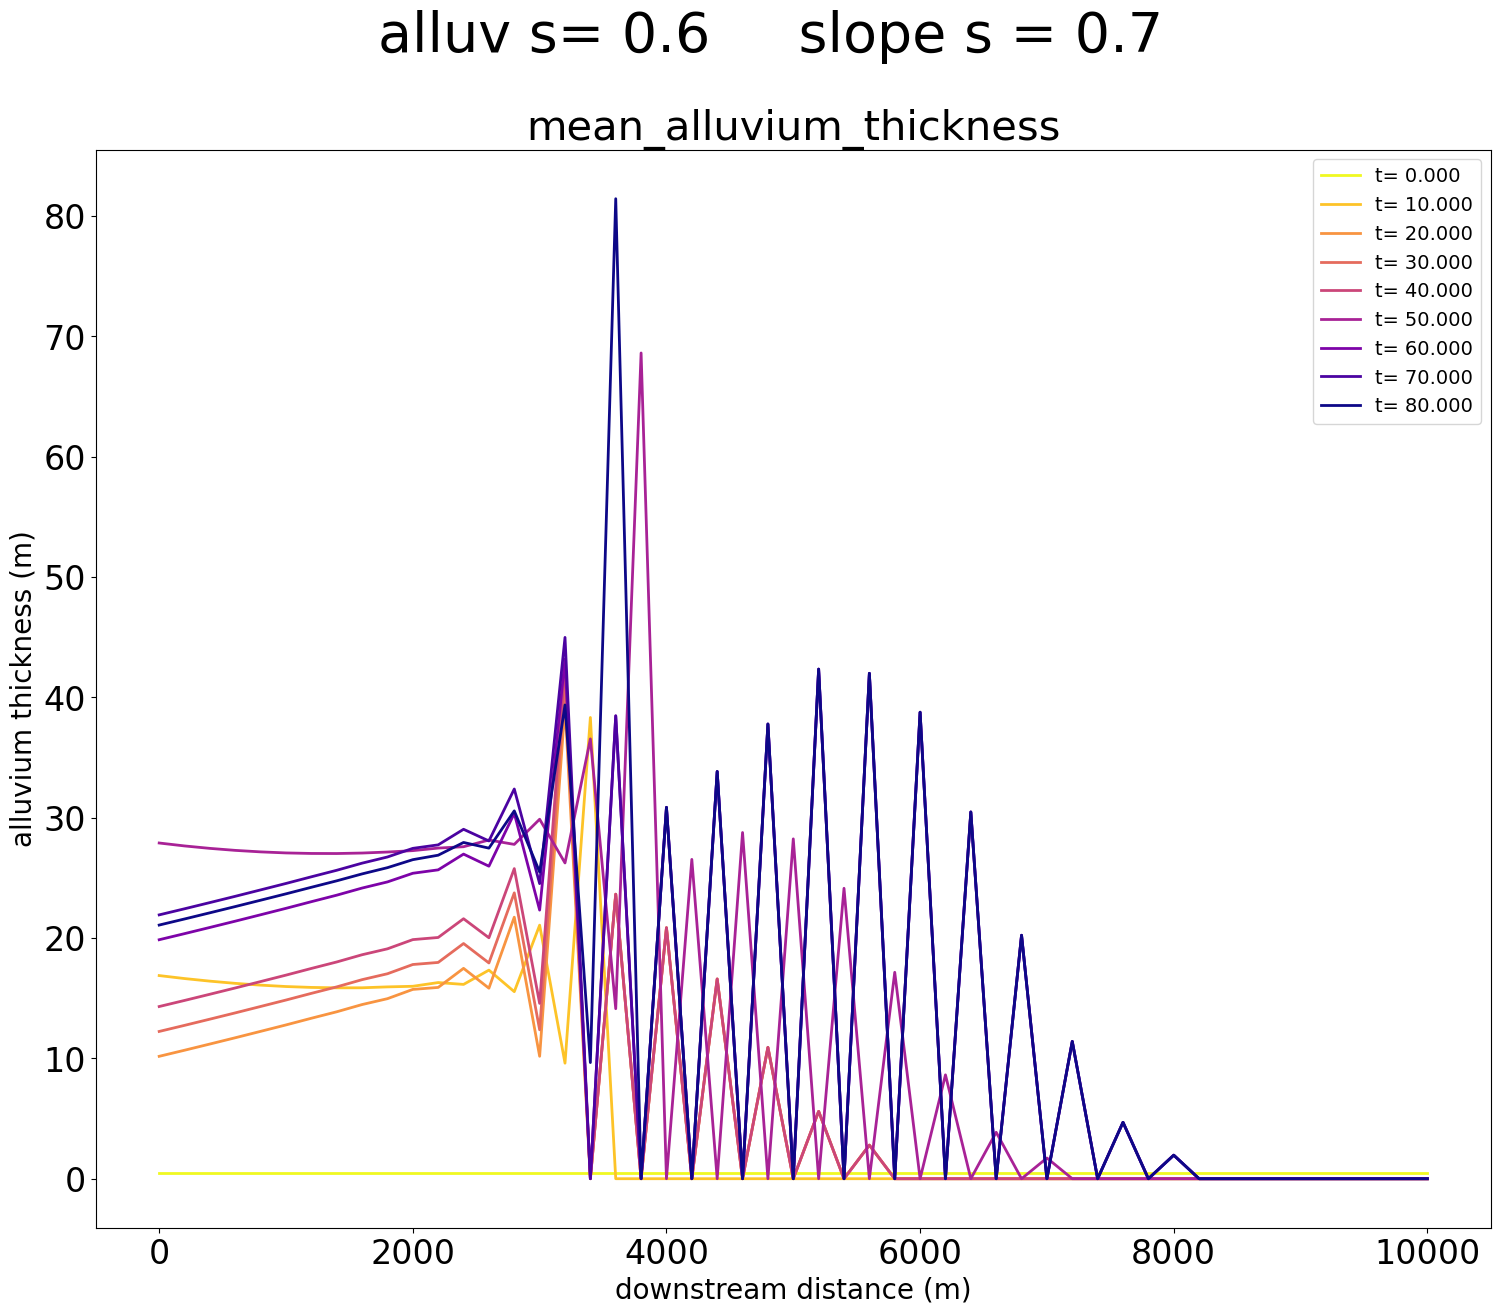 alluv s= 0.6     slope s = 0.7
mean_alluvium_thickness
t= 0.000
t= 10.000
t= 20.000
t= 30.000
t= 40.000
t= 50.000
t= 60.000
t= 70.000
t= 80.000
80
70
60
50
40
30
20
10
0
alluvium thickness (m)
0 2000 4000 6000 8000 10000
downstream distance (m)